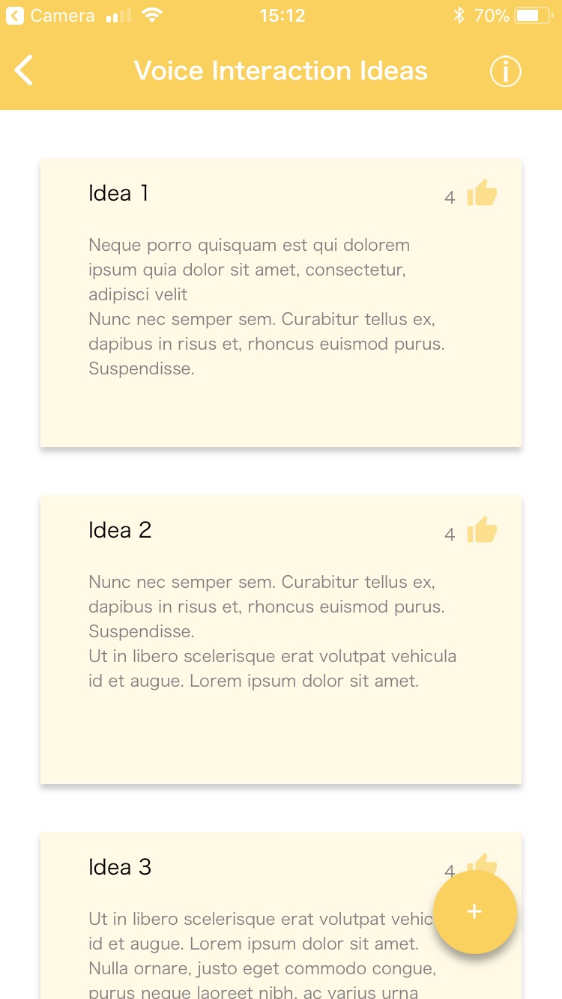 Camera
15:12
70%
Voice Interaction Ideas
Idea 1
4
Neque porro quisquam est qui dolorem
ipsum quia dolor sit amet, consectetur,
adipisci velit
Nunc nec semper sem. Curabitur tellus ex,
dapibus in risus et, rhoncus euismod purus.
Suspendisse.
Idea 2
4
Nunc nec semper sem. Curabitur tellus ex,
dapibus in risus et, rhoncus euismod purus.
Suspendisse.
Ut in libero scelerisque erat volutpat vehicula
id et augue. Lorem ipsum dolor sit amet.
Idea 3
4
Ut in libero scelerisque erat volutpat
+
id et augue. Lorem ipsum dolor sit amet.
Nulla ornare, justo eget commodo congue,
purus neque laoreet nibh, ac varius urna